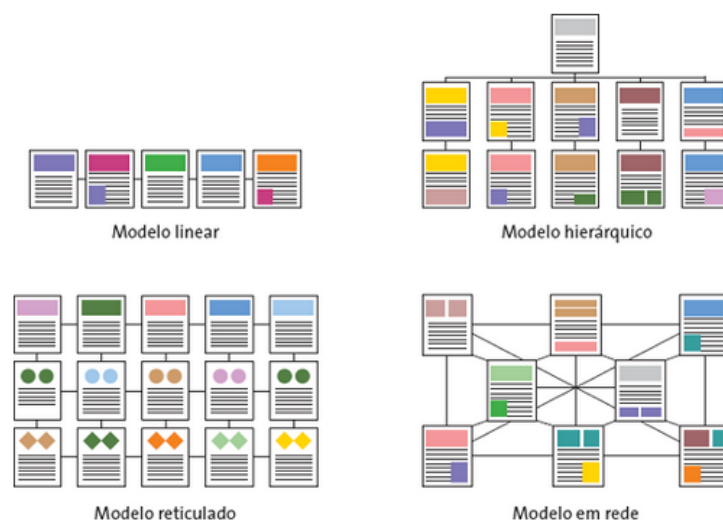 Modelo linear
Modelo hierárquico
Modelo reticulado
Modelo em rede